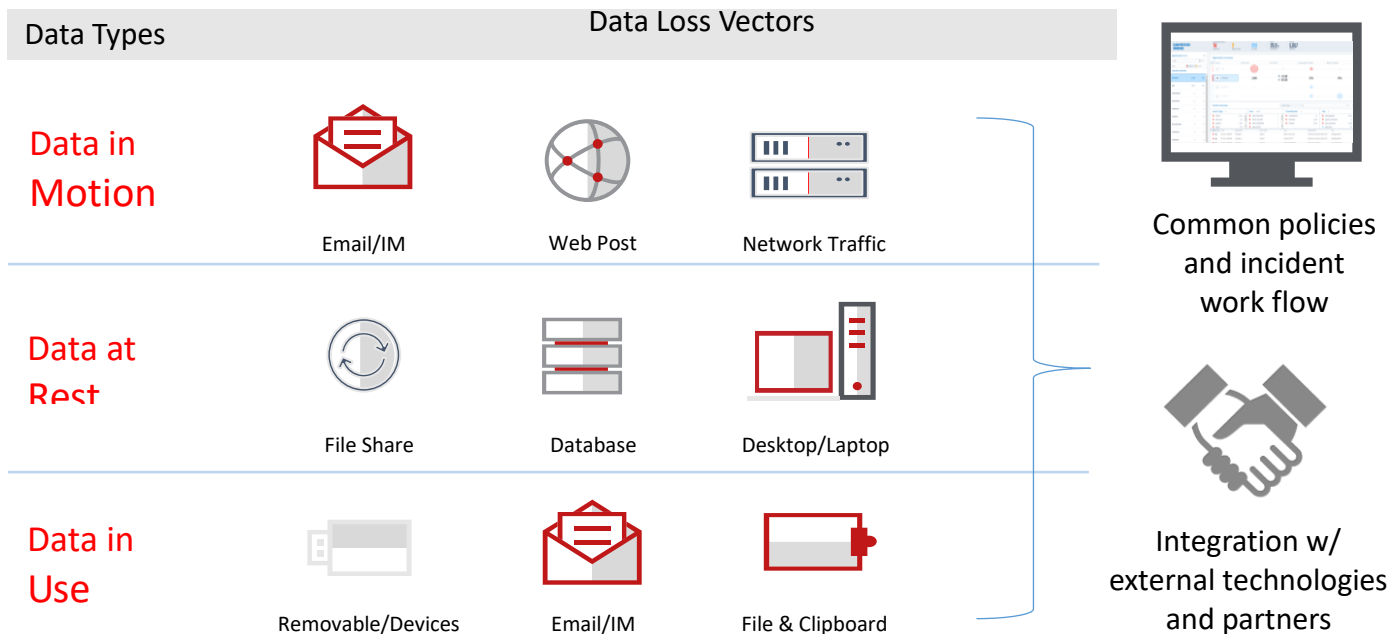 Data Types
Data Loss Vectors
Data in
Motion
Email/IM
Web Post
Network Traffic
Data at
Rest
File Share
Database
Desktop/Laptop
Data in
Use
Removable/Devices
Email/IM
File & Clipboard
Common policies
and incident
work flow
Integration w/
external technologies
and partners